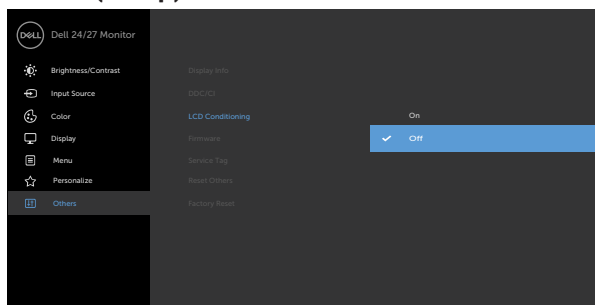 DELL
Dell 24/27 Monitor
Brightness/Contrast
Input Source
Color
Display
Menu
Personalize
Others
Display Info
DDC/CI
LCD Conditioning
Firmware
Service Tag
Reset Others
Factory Reset
On
Off